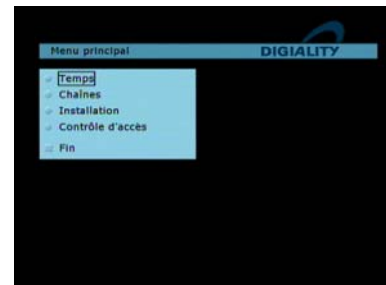 Menu principal
DIGIALITY
Temps
Chaînes
Installation
Contrôle d'accès
Fin